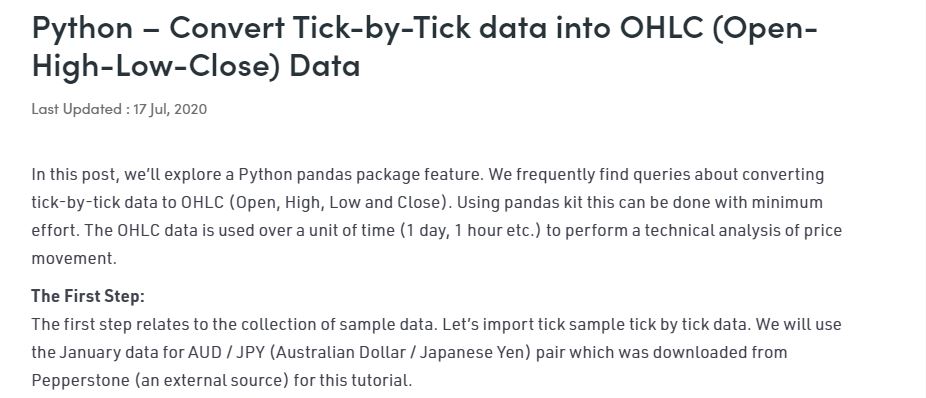 Python – Convert Tick-by-Tick data into OHLC (Open-
High-Low-Close) Data
Last Updated : 17 Jul, 2020
In this post, we’ll explore a Python pandas package feature. We frequently find queries about converting
tick-by-tick data to OHLC (Open, High, Low and Close). Using pandas kit this can be done with minimum
effort. The OHLC data is used over a unit of time (1 day, 1 hour etc.) to perform a technical analysis of price
movement.
The First Step:
The first step relates to the collection of sample data. Let’s import tick sample tick by tick data. We will use
the January data for AUD / JPY (Australian Dollar / Japanese Yen) pair which was downloaded from
Pepperstone (an external source) for this tutorial.